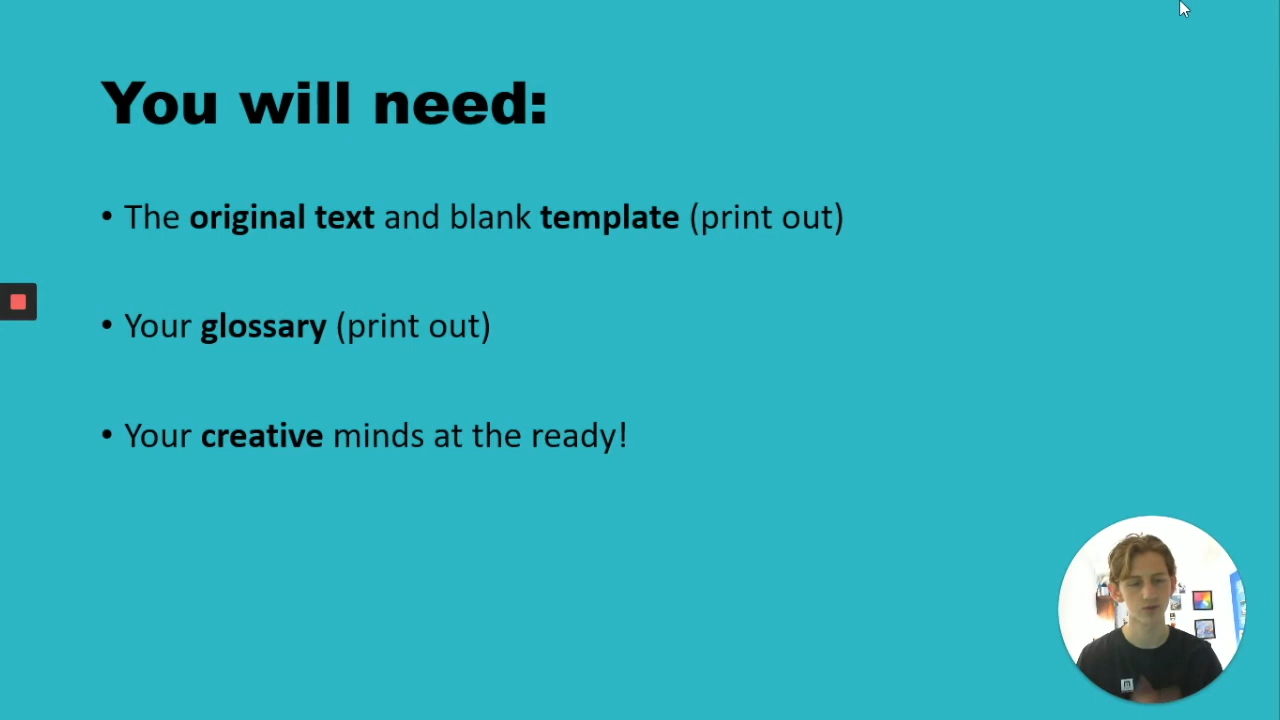 You will need:
• The original text and blank template (print out)
• Your glossary (print out)
• Your creative minds at the ready!